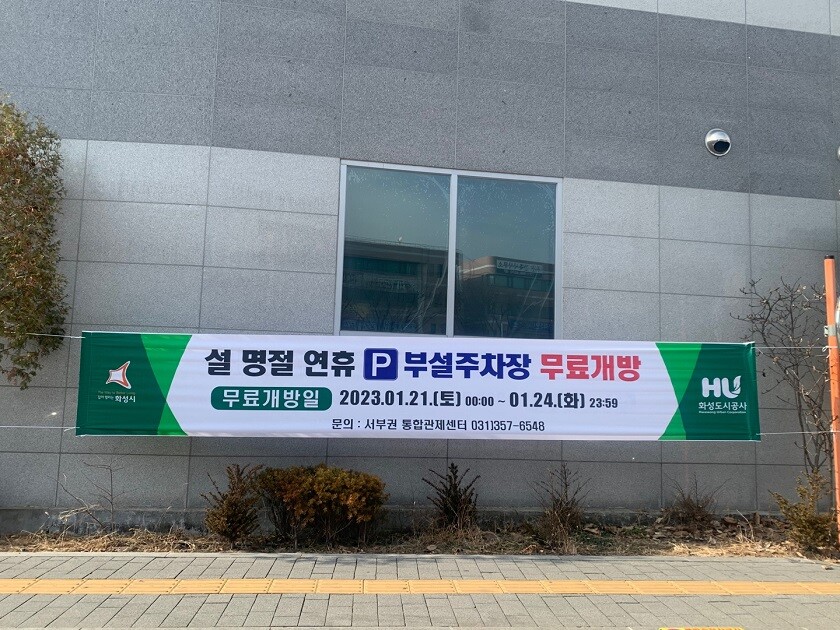 설 명절 연휴 P 부설주차장 무료개방
무료개방일 2023.01.21.(토) 00:00 ~ 01.24.(화) 23:59
문의 : 서부권 통합관제센터 031)357-6548
화성시
HU
화성도시공사